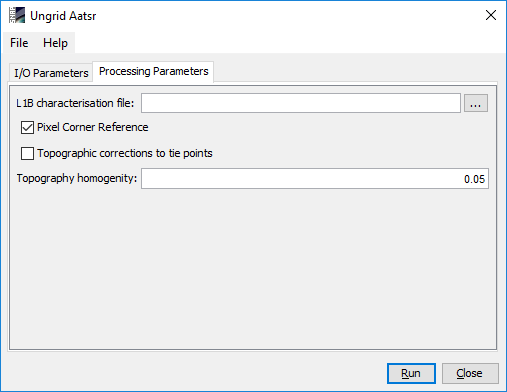 Ungrid Aatsr
File Help
I/O Parameters Processing Parameters
L1B characterisation file: ...
Pixel Corner Reference
Topographic corrections to tie points
Topography homogenity: 0.05
Run Close